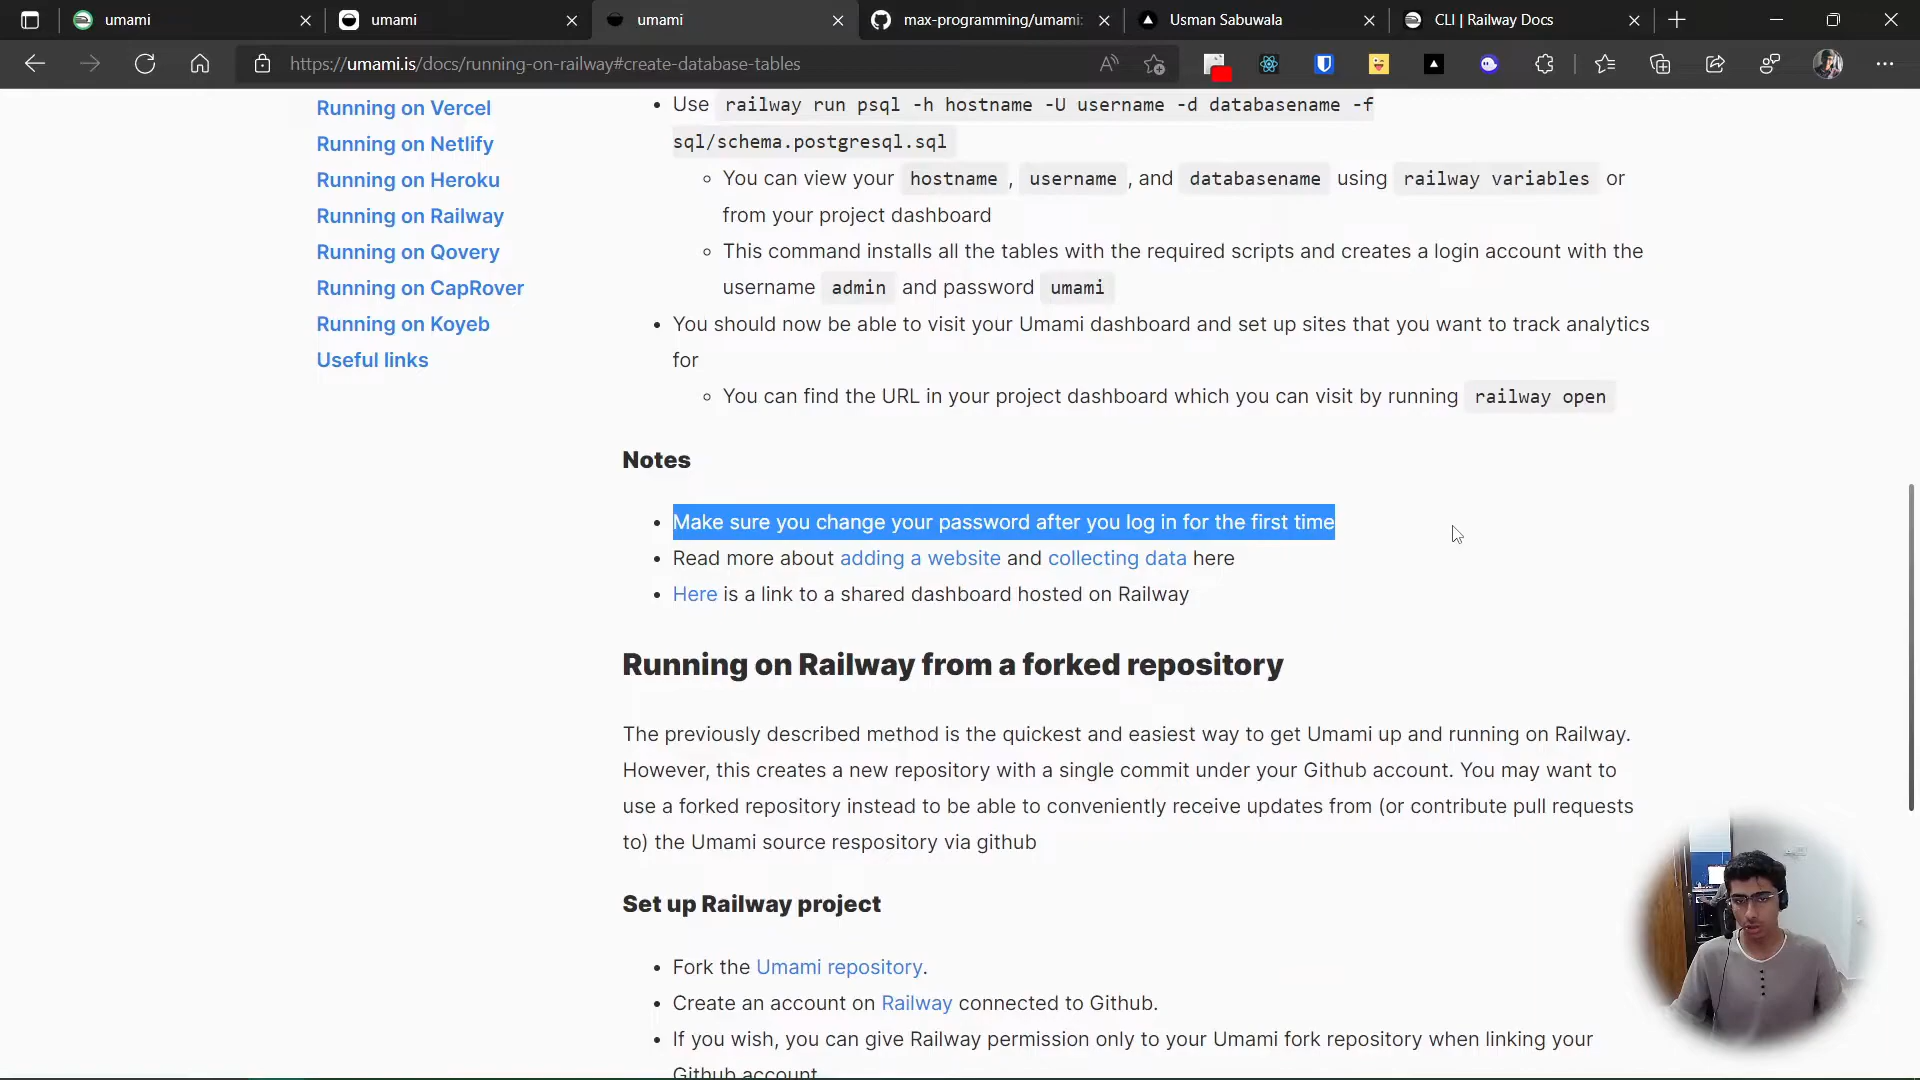 umami
umami
umami
max-programming/umami:
Usman Sabuwala
CLI | Railway Docs
https://umami.is/docs/running-on-railway#create-database-tables
Running on Vercel
Running on Netlify
Running on Heroku
Running on Railway
Running on Qovery
Running on CapRover
Running on Koyeb
Useful links
Use railway run psql -h hostname -U username -d databasename -f
sql/schema.postgresql.sql
You can view your hostname , username , and databasename using railway variables or
from your project dashboard
This command installs all the tables with the required scripts and creates a login account with the
username admin and password umami
You should now be able to visit your Umami dashboard and set up sites that you want to track analytics
for
You can find the URL in your project dashboard which you can visit by running railway open
Notes
Make sure you change your password after you log in for the first time
Read more about adding a website and collecting data here
Here is a link to a shared dashboard hosted on Railway
Running on Railway from a forked repository
The previously described method is the quickest and easiest way to get Umami up and running on Railway.
However, this creates a new repository with a single commit under your Github account. You may want to
use a forked repository instead to be able to conveniently receive updates from (or contribute pull requests
to) the Umami source respository via github
Set up Railway project
Fork the Umami repository.
Create an account on Railway connected to Github.
If you wish, you can give Railway permission only to your Umami fork repository when linking your
Github account.